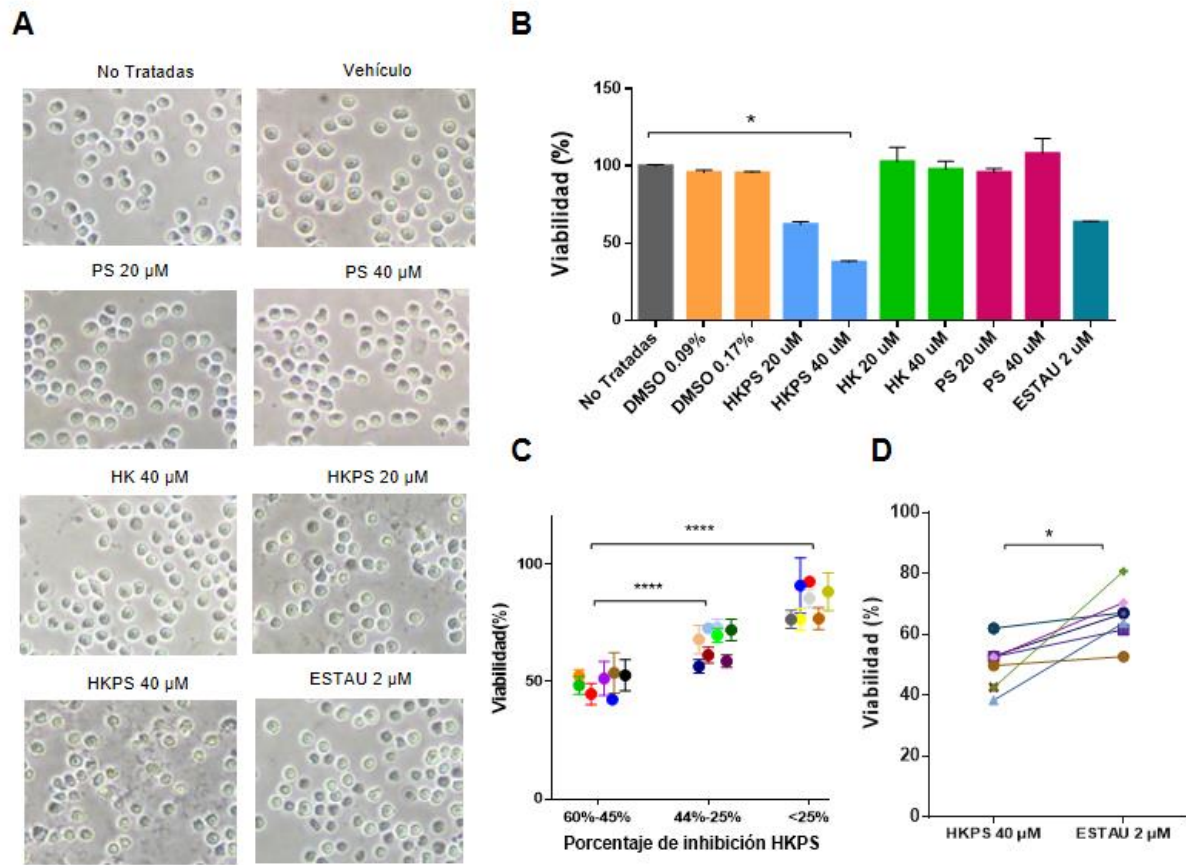 A
No Tratadas
Vehículo
PS 20 µM
PS 40 µM
HK 40 µM
HKPS 20 µM
HKPS 40 µM
ESTAU 2 µM
B
Viabilidad (%)
150
100
50
0
*
No Tratadas
DMSO 0.09%
DMSO 0.17%
HKPS 20 uM
HKPS 40 uM
HK 20 uM
HK 40 uM
PS 20 uM
PS 40 uM
ESTAU 2 uM
C
Viabilidad(%)
100
50
0
****
****
60%-45%
44%-25%
<25%
Porcentaje de inhibición HKPS
D
Viabilidad (%)
100
80
60
40
20
0
*
HKPS 40 µM
ESTAU 2 µM